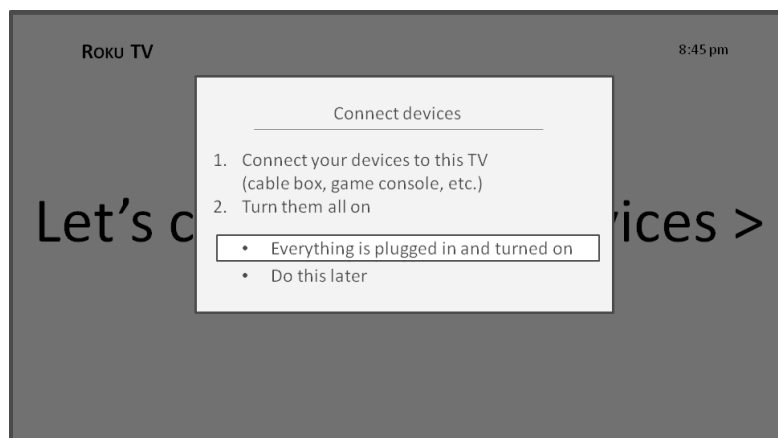 Roku TV
8:45 pm
Connect devices
1. Connect your devices to this TV
(cable box, game console, etc.)
2. Turn them all on
Let's c
ices >
• Everything is plugged in and turned on
• Do this later